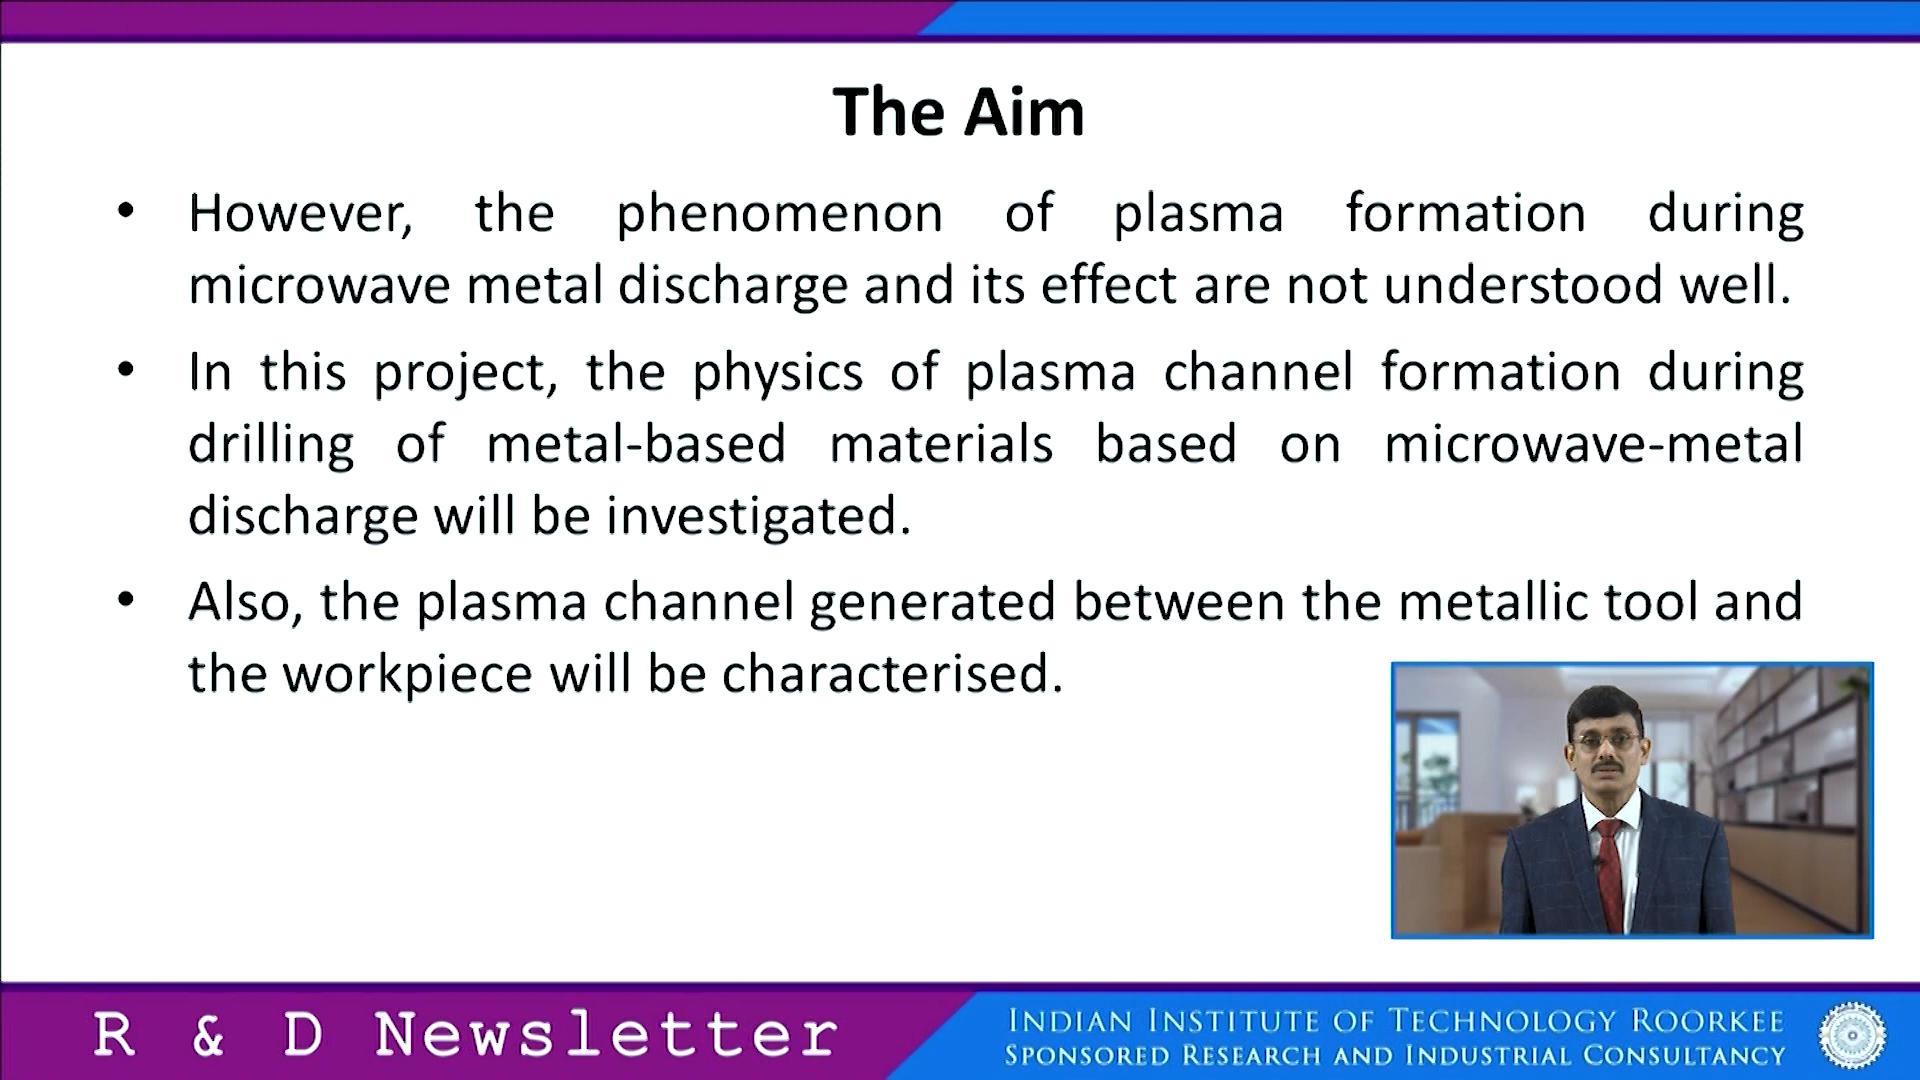 The Aim
• However, the phenomenon of plasma formation during
microwave metal discharge and its effect are not understood well.
• In this project, the physics of plasma channel formation during
drilling of metal-based materials based on microwave-metal
discharge will be investigated.
• Also, the plasma channel generated between the metallic tool and
the workpiece will be characterised.
R & D Newsletter
INDIAN INSTITUTE OF TECHNOLOGY ROORKEE
SPONSORED RESEARCH AND INDUSTRIAL CONSULTANCY